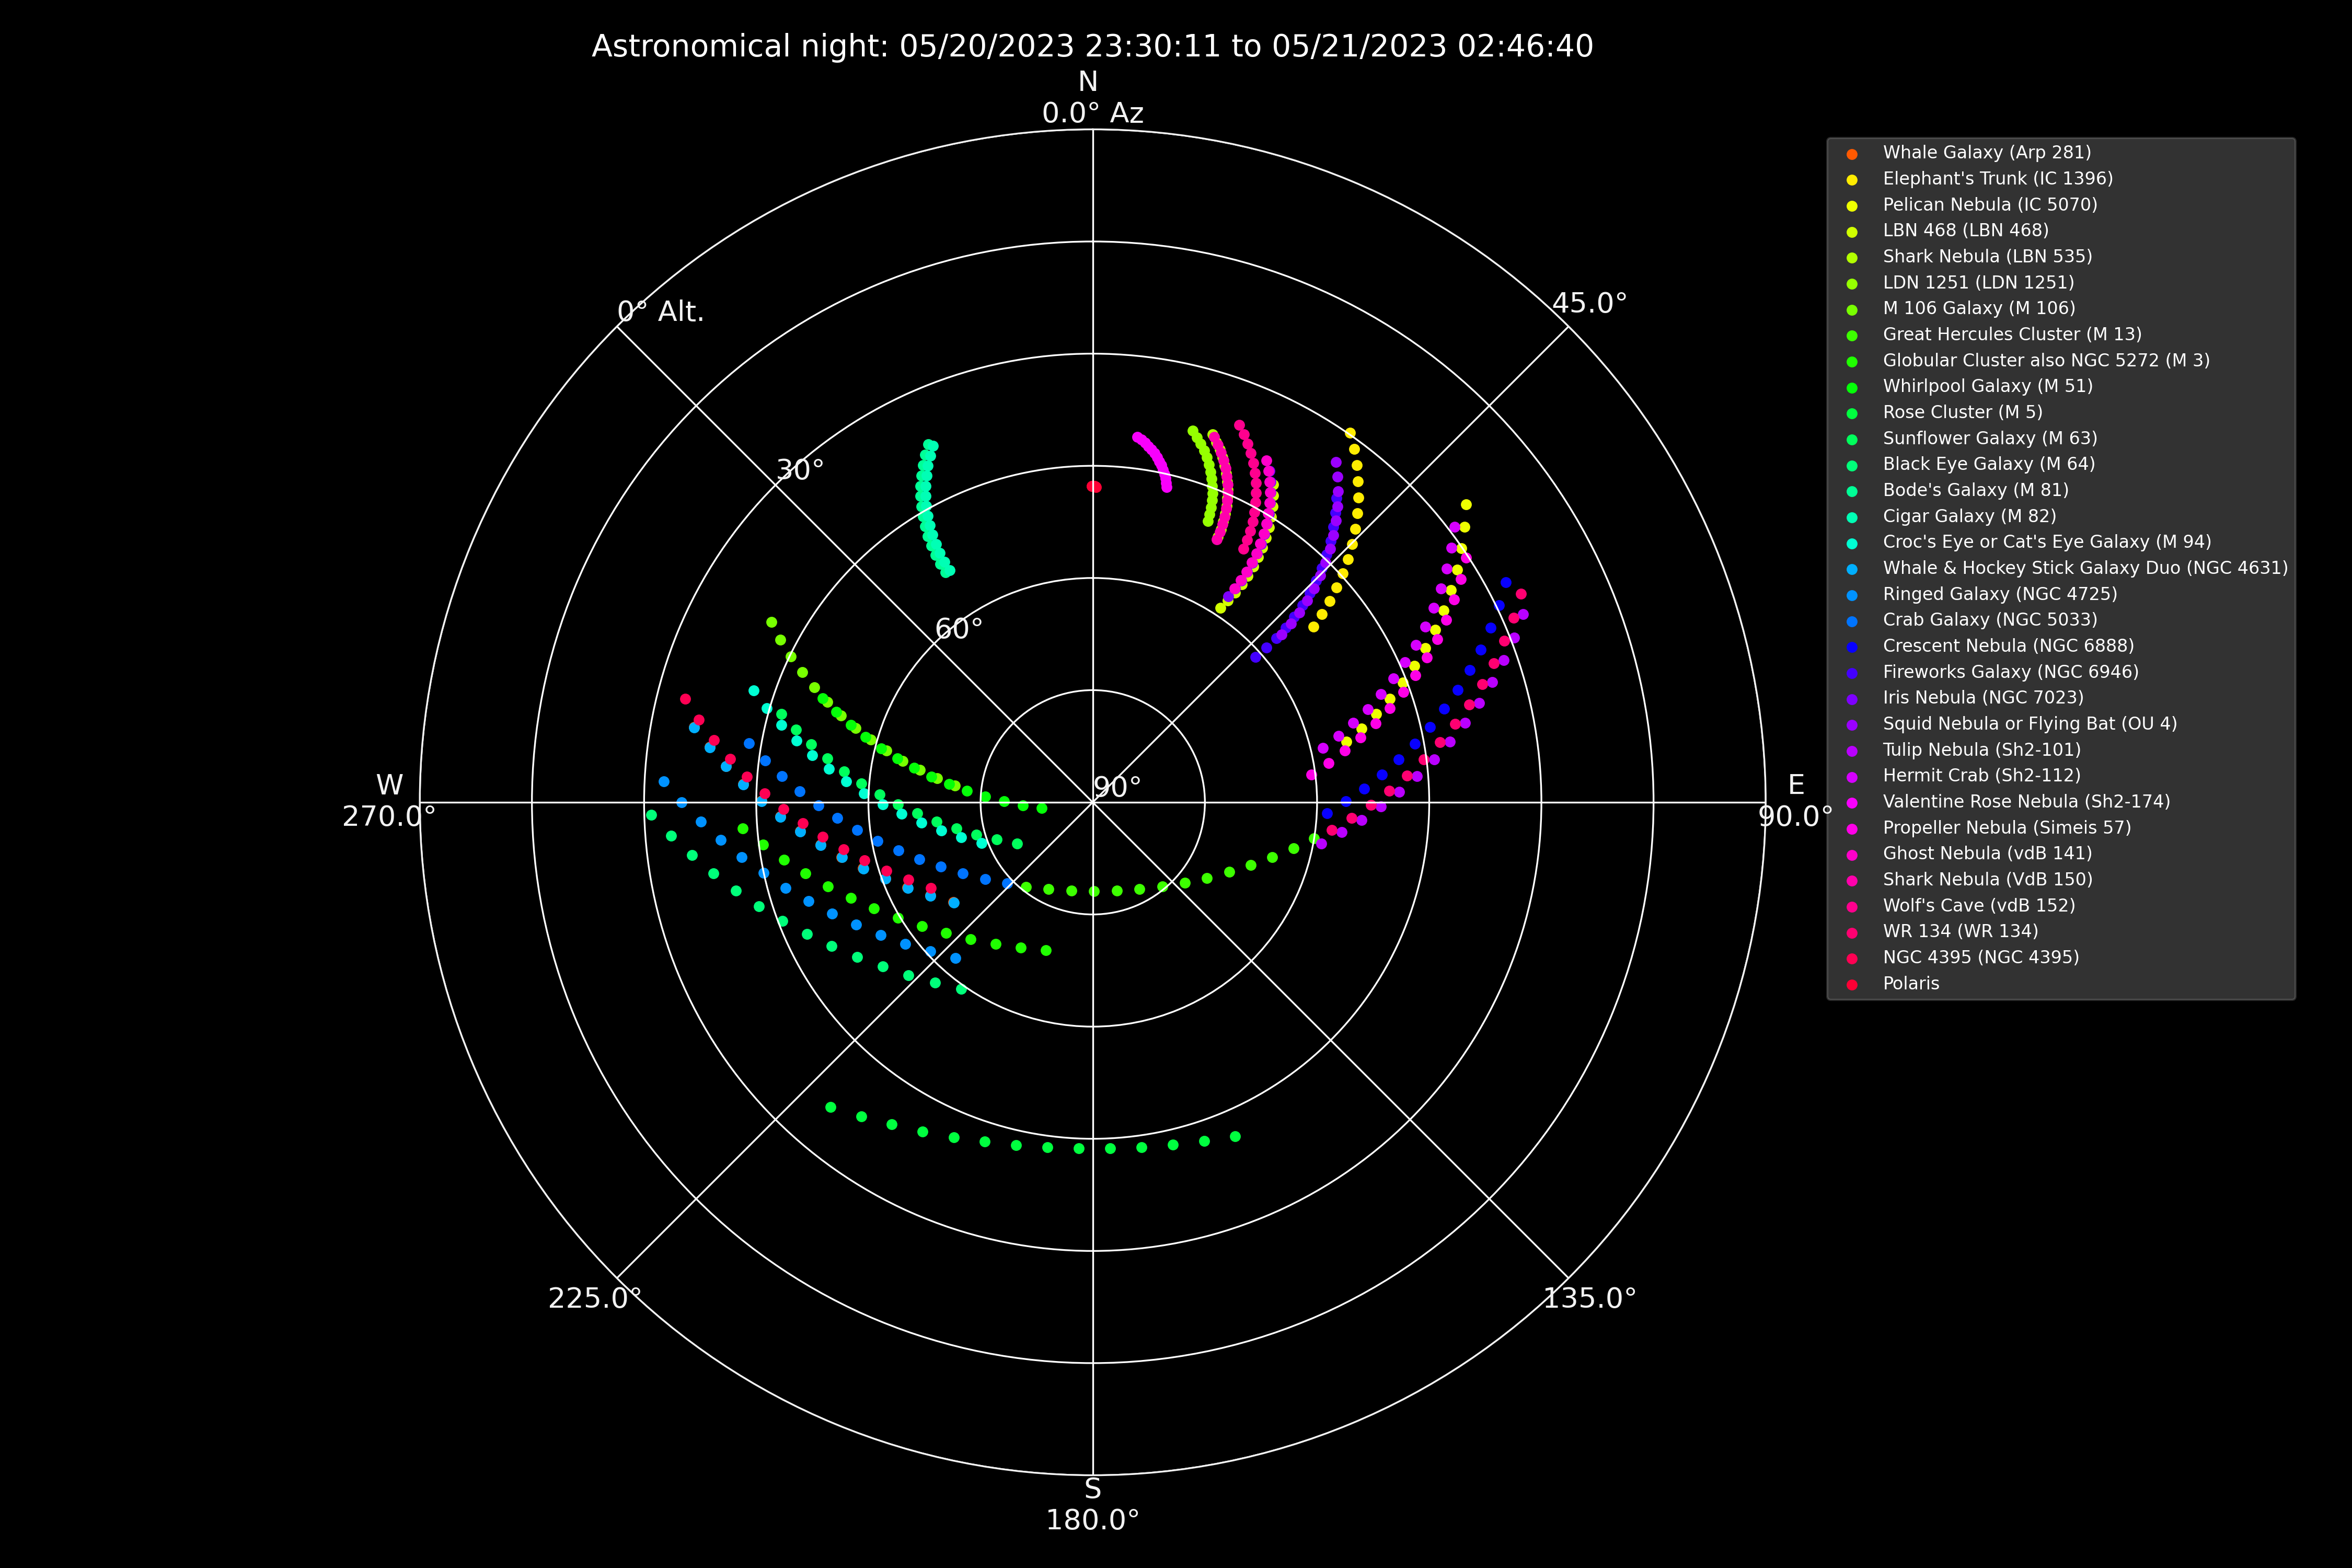 Astronomical night: 05/20/2023 23:30:11 to 05/21/2023 02:46:40
N
0.0° Az
45.0°
0° Alt.
30°
60°
90°
W
270.0°
E
90.0°
225.0°
135.0°
S
180.0°
Whale Galaxy (Arp 281)
Elephant's Trunk (IC 1396)
Pelican Nebula (IC 5070)
LBN 468 (LBN 468)
Shark Nebula (LBN 535)
LDN 1251 (LDN 1251)
M 106 Galaxy (M 106)
Great Hercules Cluster (M 13)
Globular Cluster also NGC 5272 (M 3)
Whirlpool Galaxy (M 51)
Rose Cluster (M 5)
Sunflower Galaxy (M 63)
Black Eye Galaxy (M 64)
Bode's Galaxy (M 81)
Cigar Galaxy (M 82)
Croc's Eye or Cat's Eye Galaxy (M 94)
Whale & Hockey Stick Galaxy Duo (NGC 4631)
Ringed Galaxy (NGC 4725)
Crab Galaxy (NGC 5033)
Crescent Nebula (NGC 6888)
Fireworks Galaxy (NGC 6946)
Iris Nebula (NGC 7023)
Squid Nebula or Flying Bat (OU 4)
Tulip Nebula (Sh2-101)
Hermit Crab (Sh2-112)
Valentine Rose Nebula (Sh2-174)
Propeller Nebula (Simeis 57)
Ghost Nebula (vdB 141)
Shark Nebula (VdB 150)
Wolf's Cave (vdB 152)
WR 134 (WR 134)
NGC 4395 (NGC 4395)
Polaris